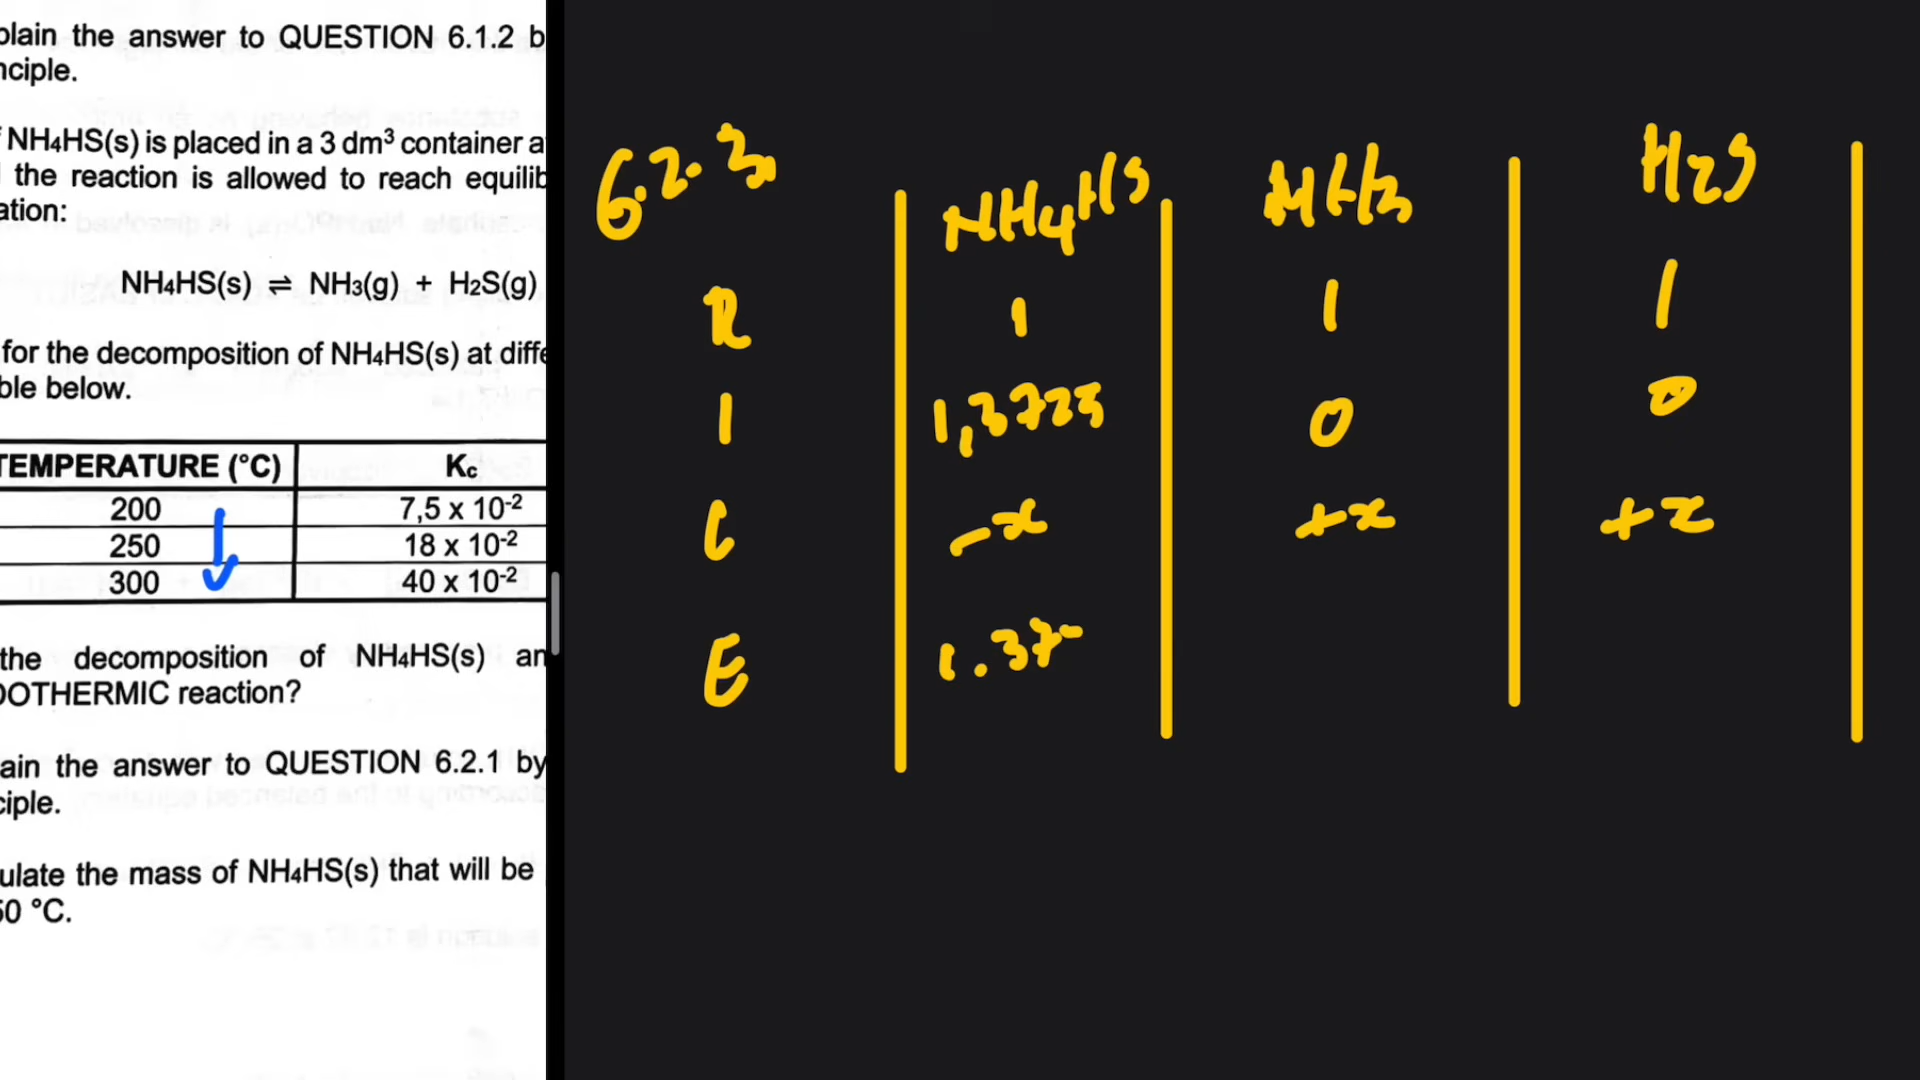 plain the answer to QUESTION 6.1.2 b
nciple.
NH4HS(s) is placed in a 3 dm³ container a
the reaction is allowed to reach equilib
ation:
NH4HS(s) ⇌ NH3(g) + H2S(g)
for the decomposition of NH4HS(s) at diffe
ble below.
TEMPERATURE (°C) Kc
200 7,5 x 10⁻²
250 18 x 10⁻²
300 40 x 10⁻²
the decomposition of NH4HS(s) an
DOTHERMIC reaction?
ain the answer to QUESTION 6.2.1 by
ciple.
ulate the mass of NH4HS(s) that will be
50 °C.
6.2.3. NH4HS NH3 H2S
R 1 1 1
I 1,3725 0 0
C -x +x +x
E 1.37